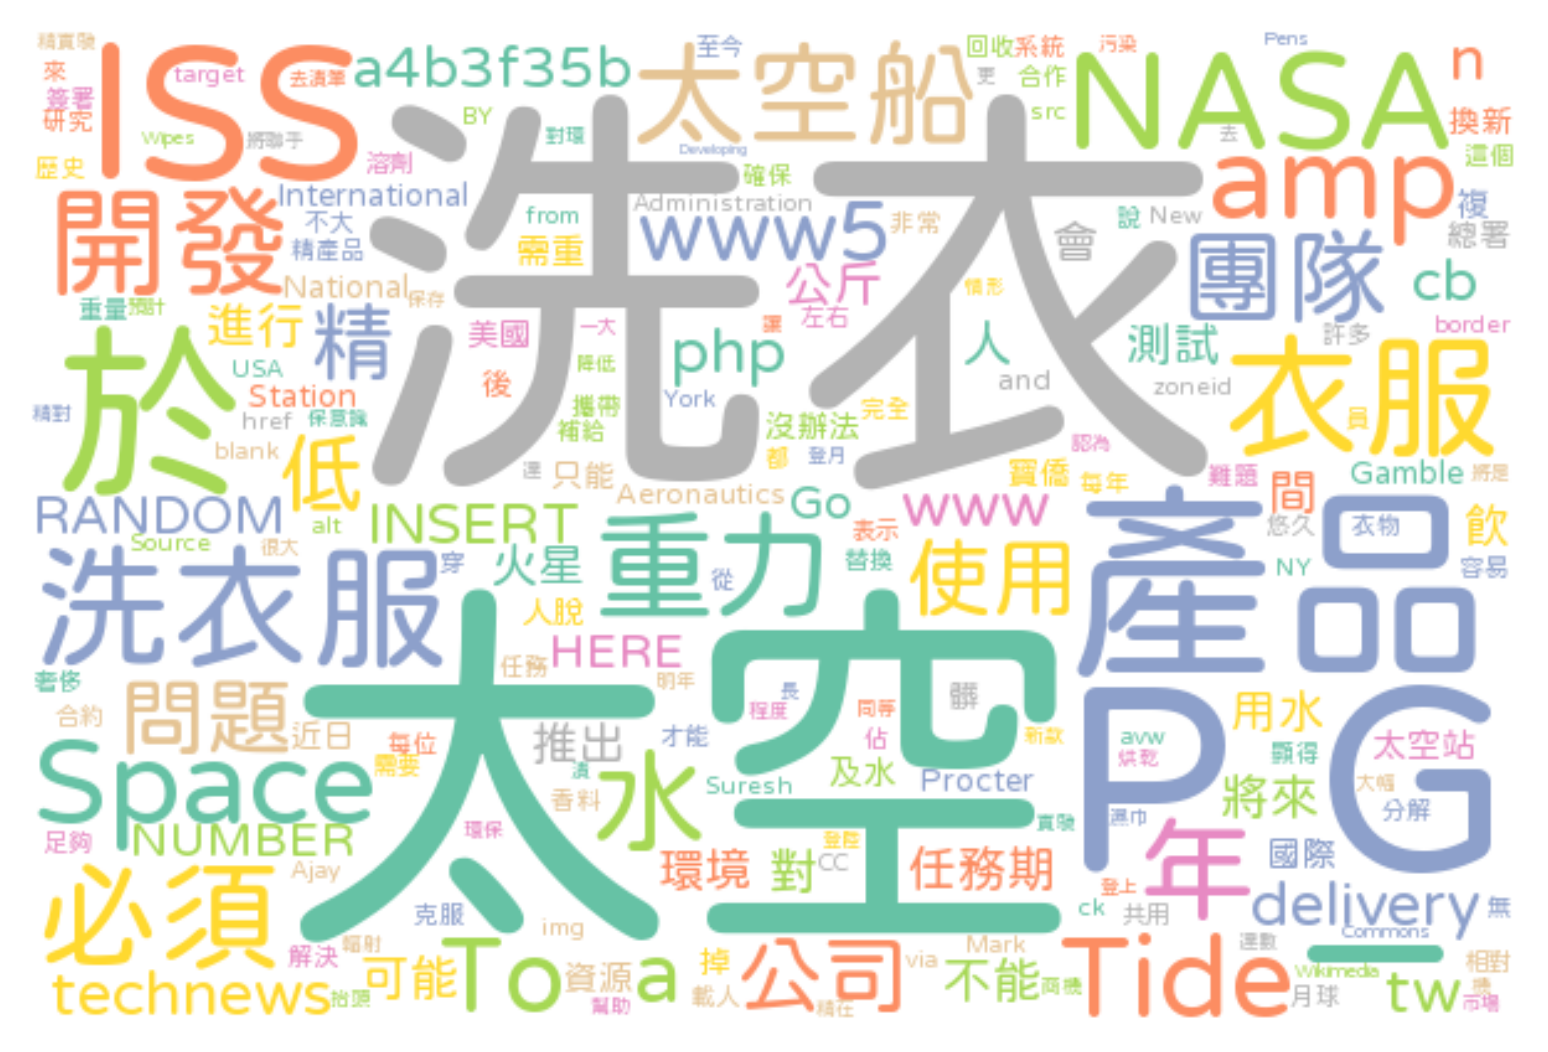 精實驗
來
簽署
研究
歷史
target
去漬筆
ISS
Wipes
將聯手
溶劑
a4b3f35b
BY
對環
至今
太空船
Developing
確保
回收
系統
更
合作
src
污染
Pens
NASA
去
n
換新
這個
開發
International
不大
精產品
National
保存
from
需重
洗衣
Administration
www5
非常
公斤
左右
情形
會
說
New
amp
複
總署
團隊
cb
重量
預計
進行
精
美國
一大
讓
降低
php
人
測試
許多
border
於
USA
Station
href
保意識
blank
精對
後
攜帶
補給
York
and
zoneid
沒辦法
完全
都
登月
認為
衣服
員
低
達
只能
Aeronautics
Go
寶僑
每年
難題
間
Gamble
將是
RANDOM
Source
很大
alt
INSERT
www
表示
替換
悠久
衣物
飲
NY
容易
洗衣服
穿
火星
重力
從
使用
產品
人脫
HERE
任務
明年
奢侈
合約
問題
近日
每位
需要
太空
推出
才能
長
程度
同等
佔
髒
新款
用水
avw
烘乾
顯得
太空站
P
G
Space
漬
香料
水
Suresh
及水
Procter
將來
大幅
分解
足夠
NUMBER
環保
登陸
實驗
濕巾
Ajay
環境
對
CC
任務期
登上
年
國際
必須
克服
img
ck
共用
delivery
無
Commons
解決
輻射
technews
抬頭
可能
To
資源
幫助
a
掉
載人
公司
精在
via
Mark
不能
商機
Tide
達數
月球
一
Wikimedia
tw
相對
市場